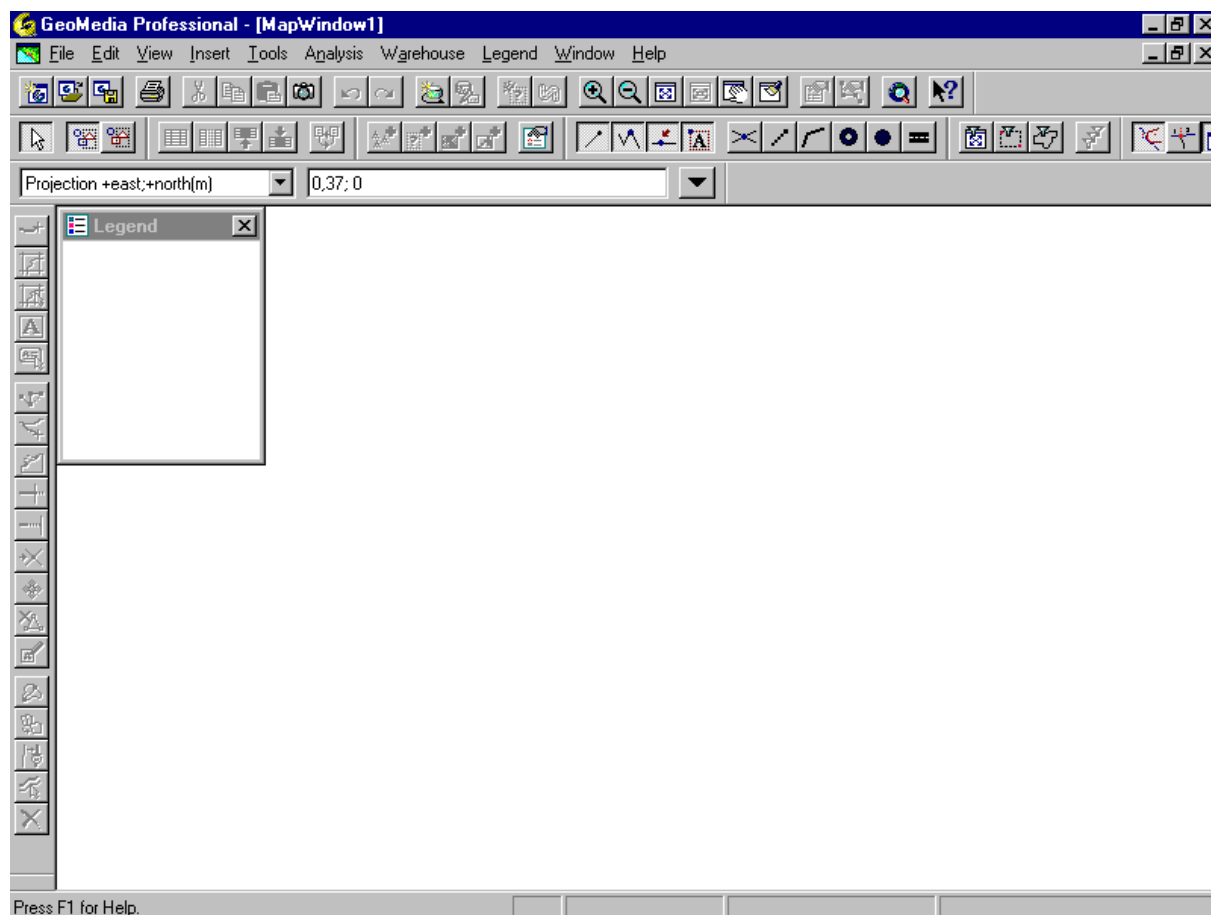 GeoMedia Professional - [MapWindow1]
File Edit View Insert Tools Analysis Warehouse Legend Window Help
Projection +east;+north(m) 0,37; 0
Legend
Press F1 for Help.